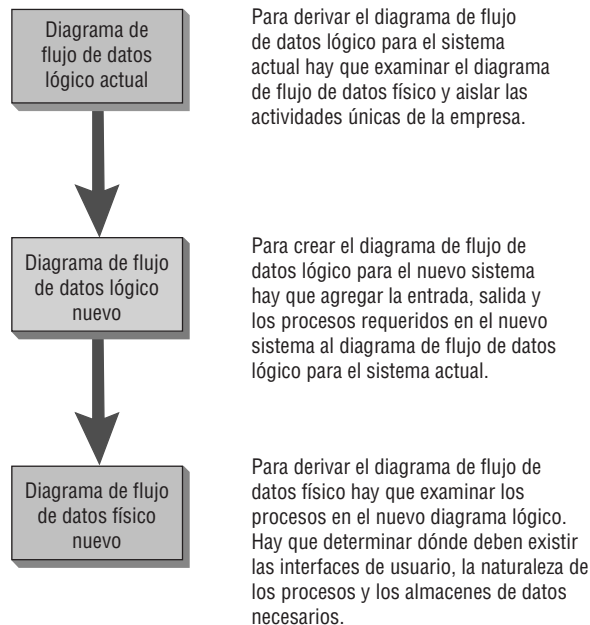 Diagrama de
flujo de datos
lógico actual
Para derivar el diagrama de flujo
de datos lógico para el sistema
actual hay que examinar el diagrama
de flujo de datos físico y aislar las
actividades únicas de la empresa.
Diagrama de flujo
de datos lógico
nuevo
Para crear el diagrama de flujo de
datos lógico para el nuevo sistema
hay que agregar la entrada, salida y
los procesos requeridos en el nuevo
sistema al diagrama de flujo de datos
lógico para el sistema actual.
Diagrama de flujo
de datos físico
nuevo
Para derivar el diagrama de flujo de
datos físico hay que examinar los
procesos en el nuevo diagrama lógico.
Hay que determinar dónde deben existir
las interfaces de usuario, la naturaleza de
los procesos y los almacenes de datos
necesarios.